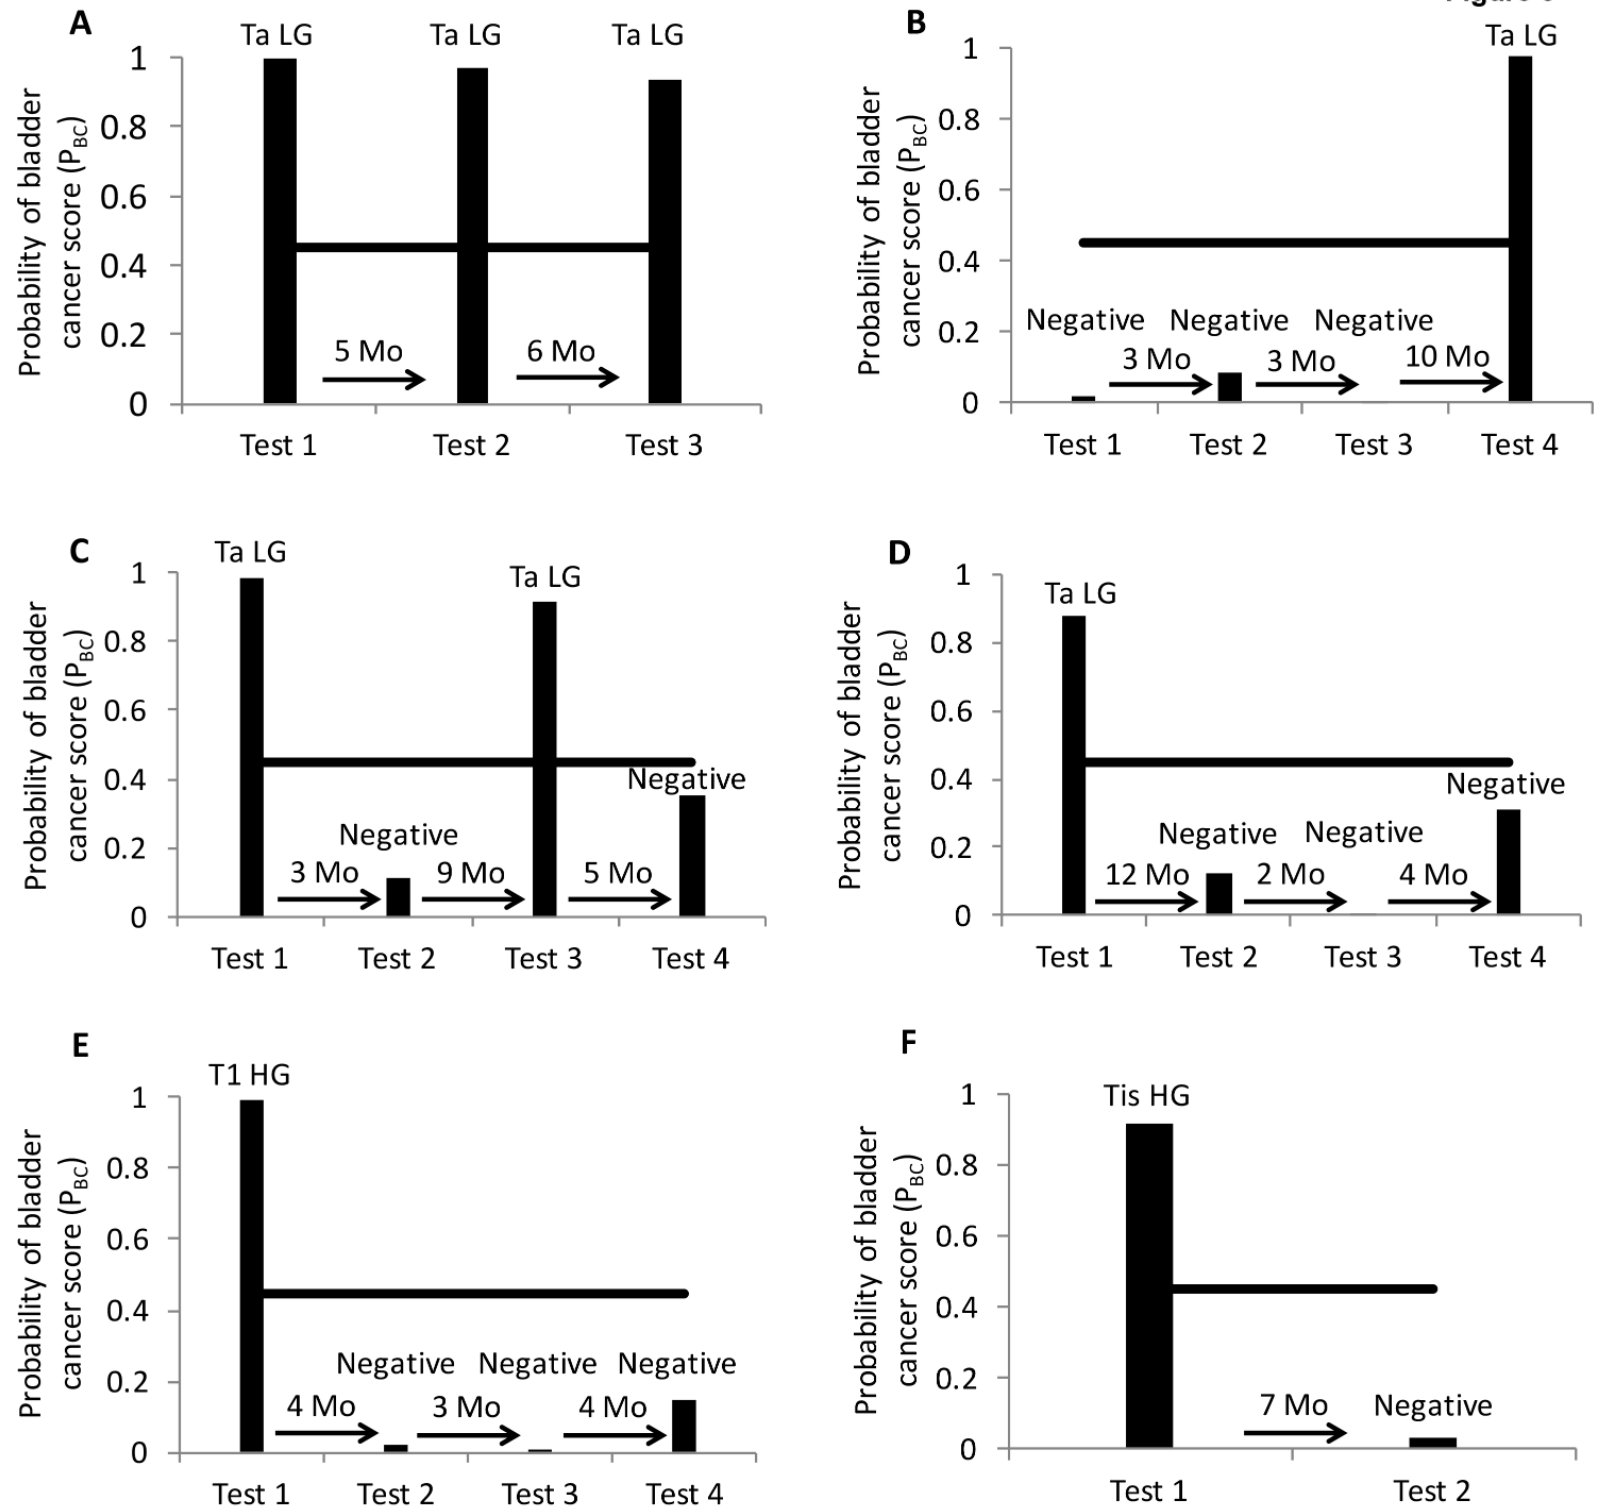 A
Ta LG
Ta LG
Ta LG
Probability of bladder
cancer score (PBC)
1
0.8
0.6
0.4
0.2
0
5 Mo
6 Mo
Test 1
Test 2
Test 3
B
Ta LG
Probability of bladder
cancer score (PBC)
1
0.8
0.6
0.4
0.2
0
Negative
Negative
Negative
3 Mo
3 Mo
10 Mo
Test 1
Test 2
Test 3
Test 4
C
Ta LG
Ta LG
Probability of bladder
cancer score (PBC)
1
0.8
0.6
0.4
0.2
0
Negative
Negative
3 Mo
9 Mo
5 Mo
Test 1
Test 2
Test 3
Test 4
D
Ta LG
Probability of bladder
cancer score (PBC)
1
0.8
0.6
0.4
0.2
0
Negative
Negative
Negative
12 Mo
2 Mo
4 Mo
Test 1
Test 2
Test 3
Test 4
E
T1 HG
Probability of bladder
cancer score (PBC)
1
0.8
0.6
0.4
0.2
0
Negative
Negative
Negative
4 Mo
3 Mo
4 Mo
Test 1
Test 2
Test 3
Test 4
F
Tis HG
Probability of bladder
cancer score (PBC)
1
0.8
0.6
0.4
0.2
0
7 Mo
Negative
Test 1
Test 2